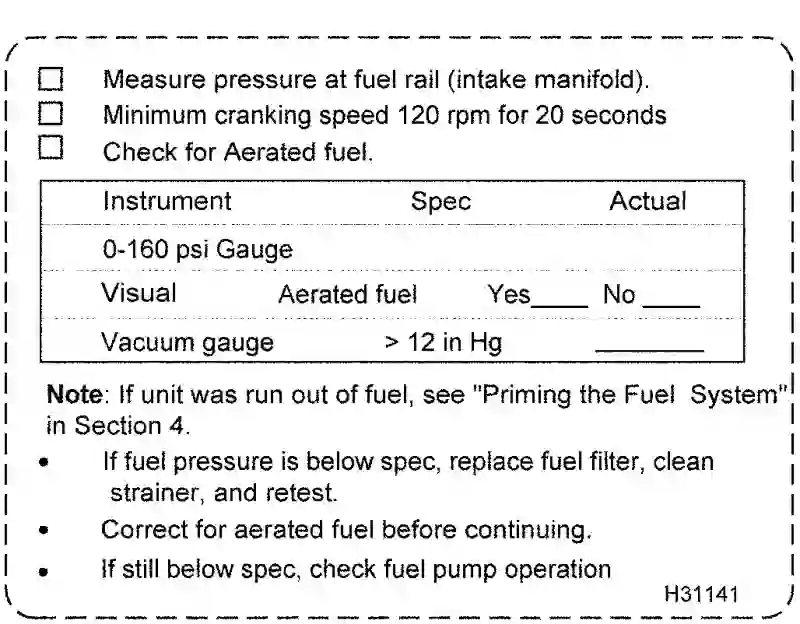 Measure pressure at fuel rail (intake manifold).
Minimum cranking speed 120 rpm for 20 seconds
Check for Aerated fuel.
Instrument Spec Actual
0-160 psi Gauge
Visual Aerated fuel Yes____ No ____
Vacuum gauge > 12 in Hg ________
Note: If unit was run out of fuel, see "Priming the Fuel System"
in Section 4.
• If fuel pressure is below spec, replace fuel filter, clean
strainer, and retest.
• Correct for aerated fuel before continuing.
• If still below spec, check fuel pump operation
H31141